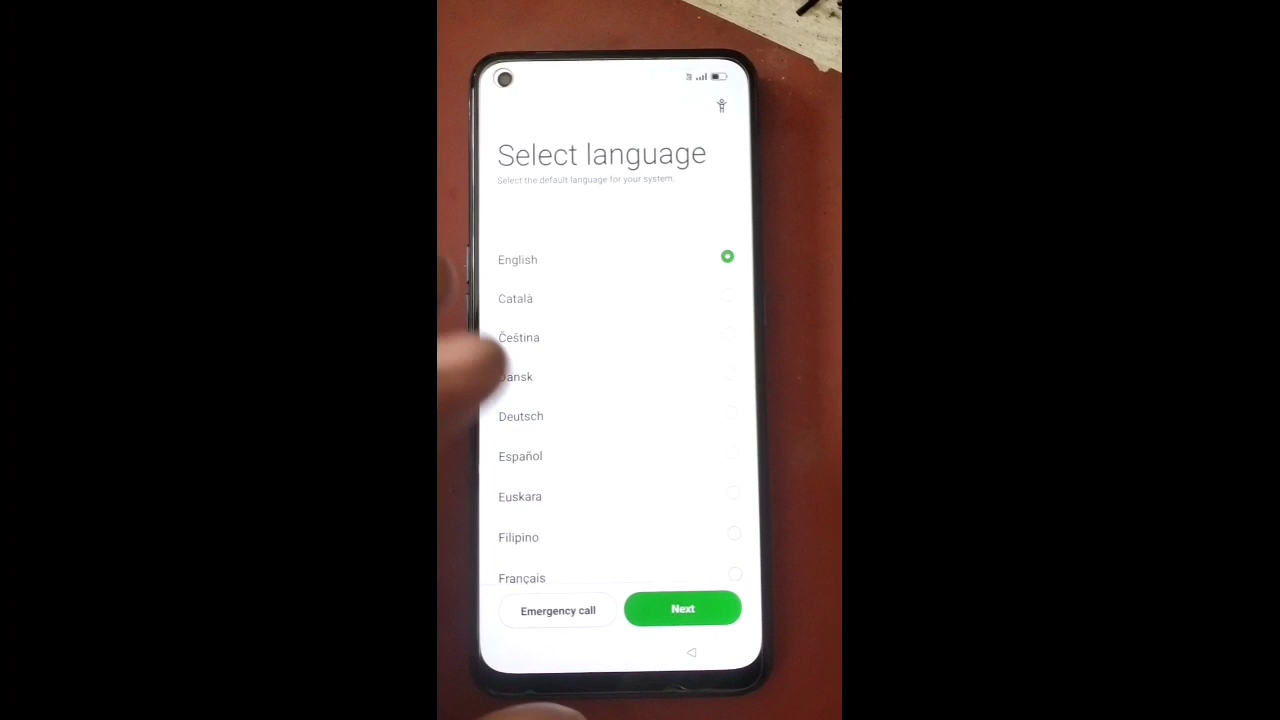 Select language
Select the default language for your system.
English
Català
Čeština
Dansk
Deutsch
Español
Euskara
Filipino
Français
Emergency call
Next